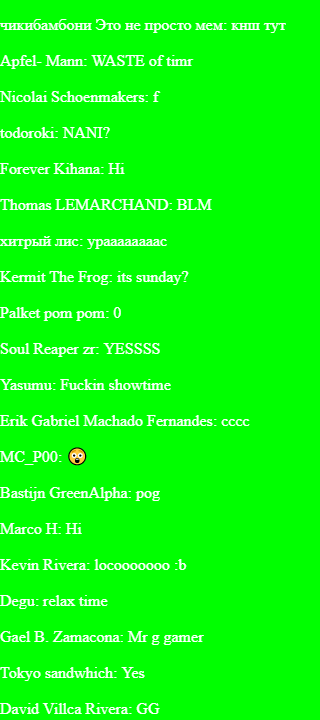 чикибамбони Это не просто мем: кнш тут
Apfel- Mann: WASTE of timr
Nicolai Schoenmakers: f
todoroki: NANI?
Forever Kihana: Hi
Thomas LEMARCHAND: BLM
хитрый лис: ураааааааас
Kermit The Frog: its sunday?
Palket pom pom: 0
Soul Reaper zr: YESSSS
Yasumu: Fuckin showtime
Erik Gabriel Machado Fernandes: cccc
MC_P00: 😲
Bastijn GreenAlpha: pog
Marco H: Hi
Kevin Rivera: locooooooo :b
Degu: relax time
Gael B. Zamacona: Mr g gamer
Tokyo sandwhich: Yes
David Villca Rivera: GG